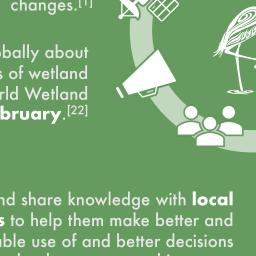 changes.[1]
obally about
s of wetland
rld Wetland
bruary.[22]
nd share knowledge with local
s to help them make better and
able use of and better decisions